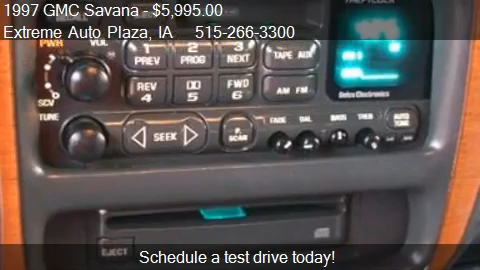 1997 GMC Savana - $5,995.00
Extreme Auto Plaza, IA 515-266-3300
PWR VOL
1 2 3
PREV PROG NEXT TAPE AUX
REV FWD
4 5 6 AM FM
SCV Delco Electronics
TUNE FADE BAL BASS TREB AUTO TONE
SEEK P. SCAN
EJECT
Schedule a test drive today!